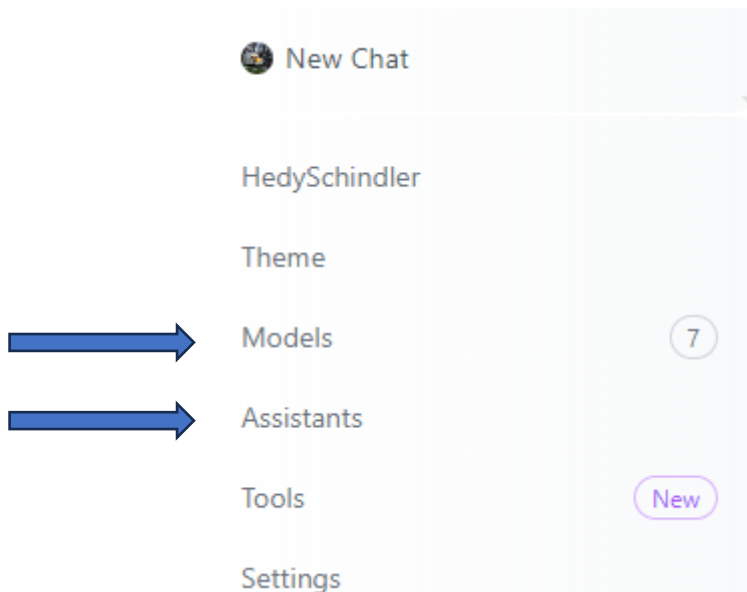 New Chat
HedySchindler
Theme
Models 7
Assistants
Tools New
Settings